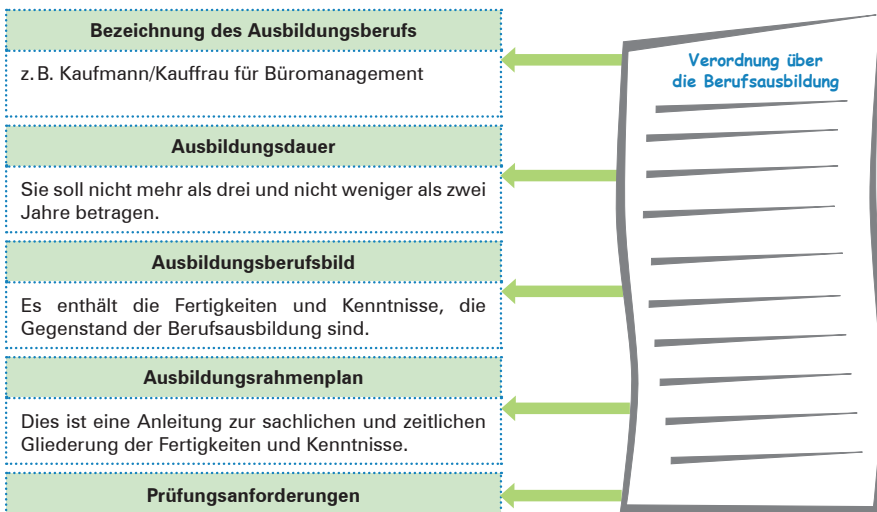 Bezeichnung des Ausbildungsberufs
z. B. Kaufmann/Kauffrau für Büromanagement
Ausbildungsdauer
Sie soll nicht mehr als drei und nicht weniger als zwei
Jahre betragen.
Ausbildungsberufsbild
Es enthält die Fertigkeiten und Kenntnisse, die
Gegenstand der Berufsausbildung sind.
Ausbildungsrahmenplan
Dies ist eine Anleitung zur sachlichen und zeitlichen
Gliederung der Fertigkeiten und Kenntnisse.
Prüfungsanforderungen
Verordnung über
die Berufsausbildung